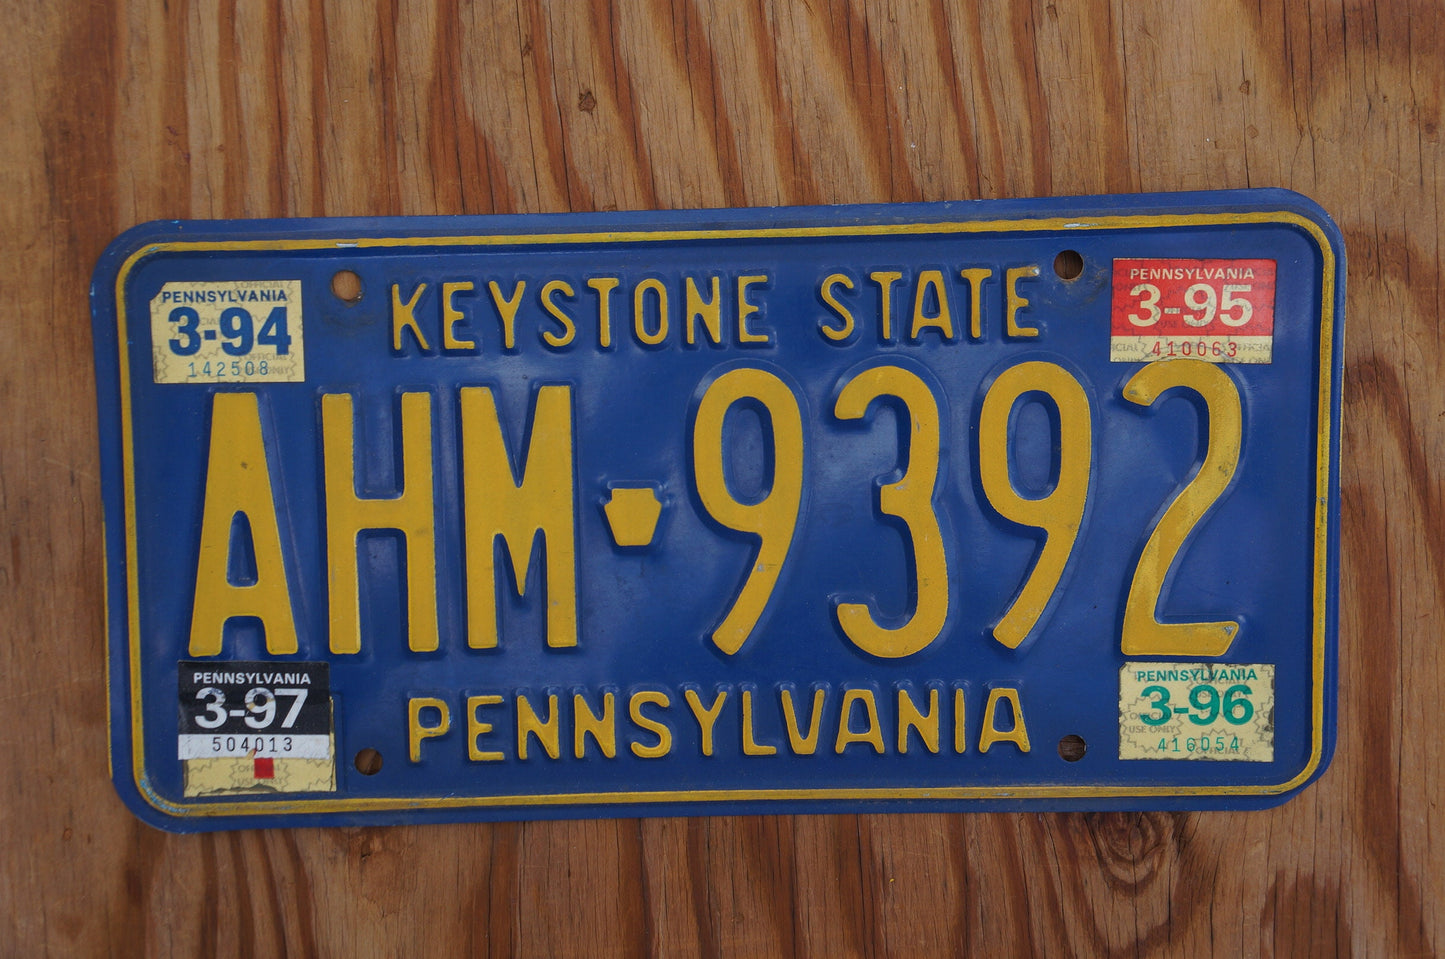 PENNSYLVANIA
3-94
142508
KEYSTONE STATE
PENNSYLVANIA
3-95
410063
AHM 9392
PENNSYLVANIA
3-97
504013
PENNSYLVANIA
PENNSYLVANIA
3-96
416054